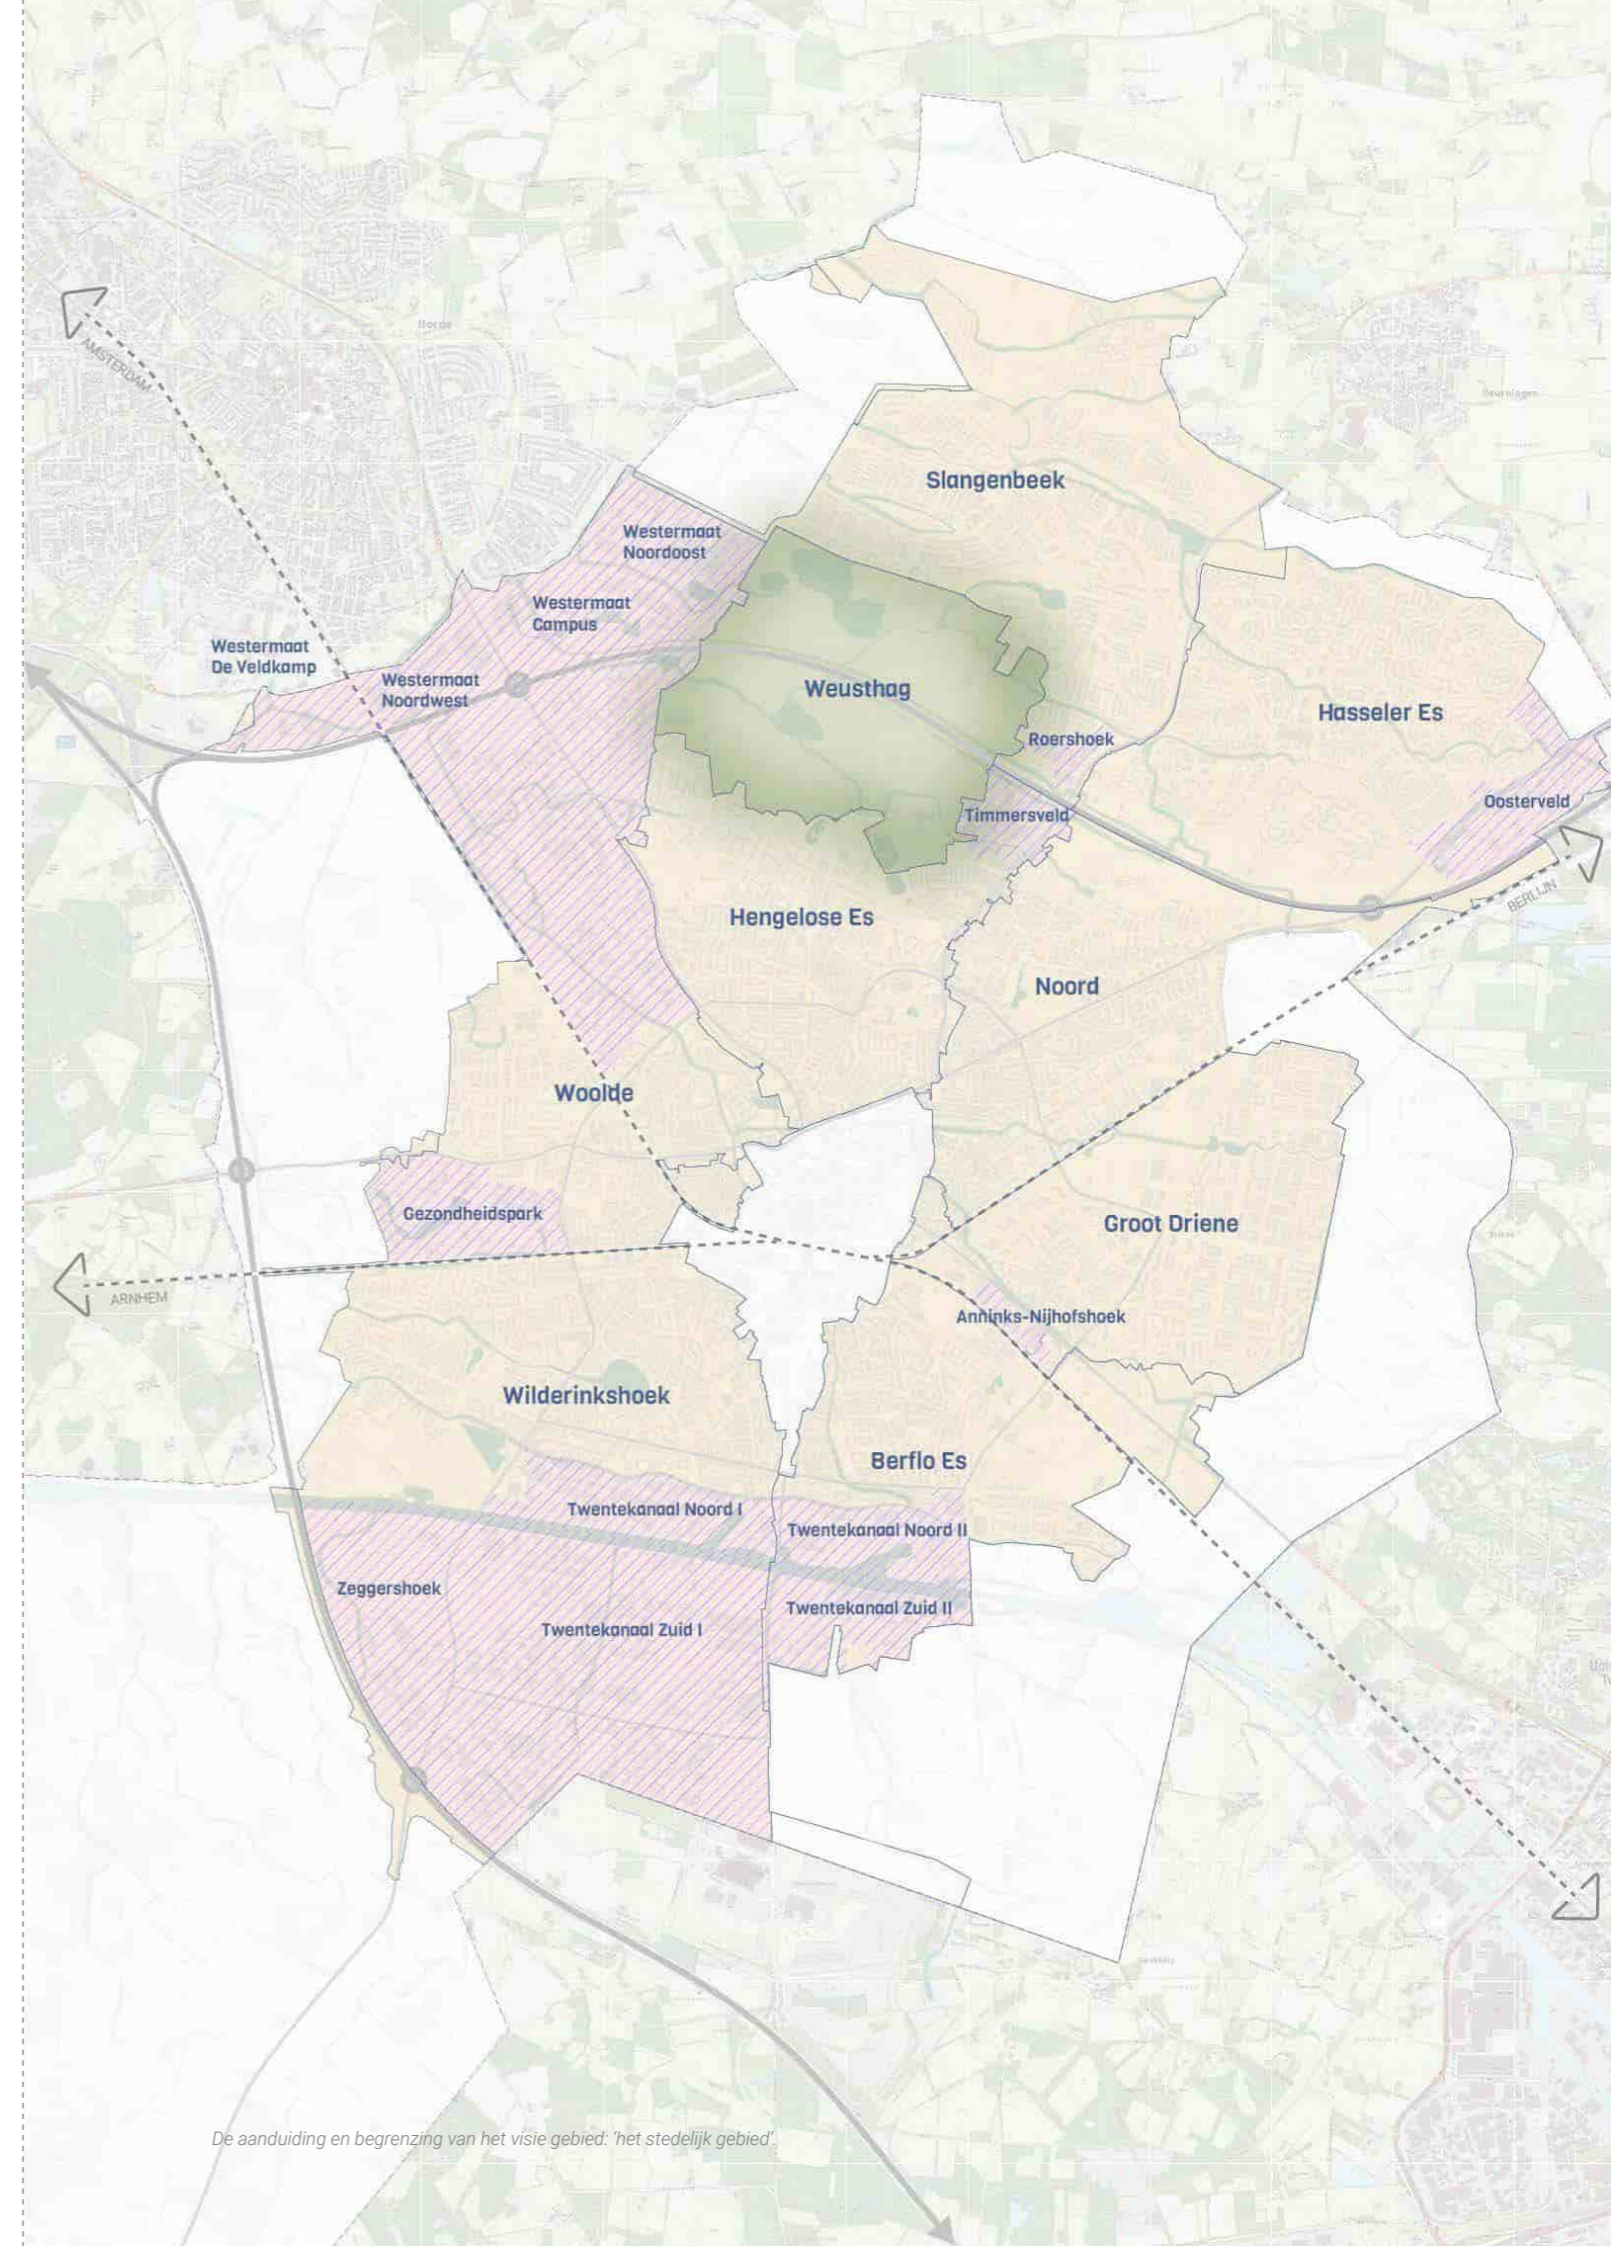 Borne
AMSTERDAM
Deurningen
Slangenbeek
Westermaat
Noordoost
Westermaat
Campus
Westermaat
De Veldkamp
Westermaat
Noordwest
Weusthag
Hasseler Es
Roershoek
Oosterveld
Timmersveld
BERLIJN
Hengelose Es
Noord
Woolde
Gezondheidspark
Groot Driene
ARNHEM
Anninks-Nijhofshoek
Wilderinkshoek
Berflo Es
Twentekanaal Noord I
Twentekanaal Noord II
Zeggershoek
Twentekanaal Zuid II
Twentekanaal Zuid I
De aanduiding en begrenzing van het visie gebied: ‘het stedelijk gebied’.